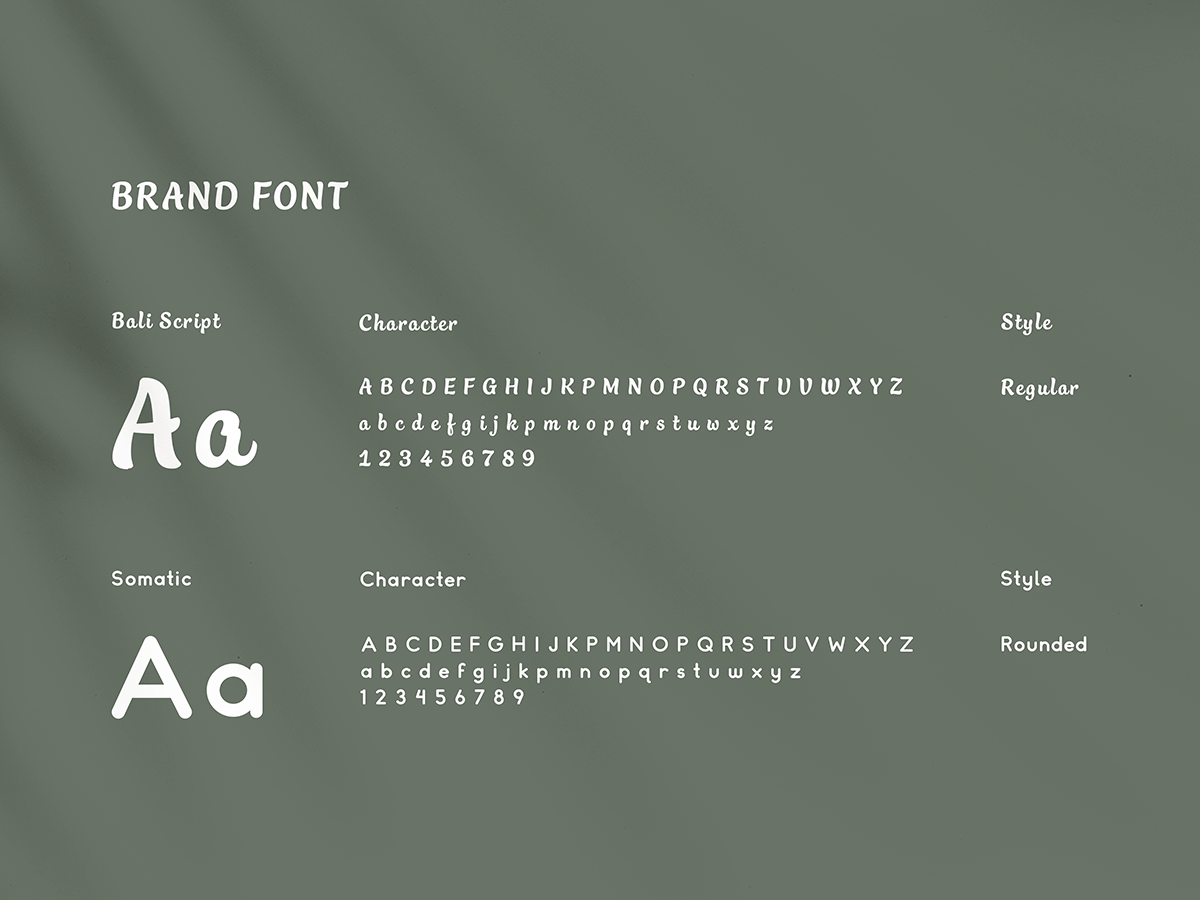 BRAND FONT
Bali Script
Character
Style
Aa
A B C D E F G H I J K P M N O P Q R S T U V W X Y Z
a b c d e f g i j k p m n o p q r s t u w x y z
1 2 3 4 5 6 7 8 9
Regular
Somatic
Character
Style
Aa
A B C D E F G H I J K P M N O P Q R S T U V W X Y Z
a b c d e f g i j k p m n o p q r s t u w x y z
1 2 3 4 5 6 7 8 9
Rounded